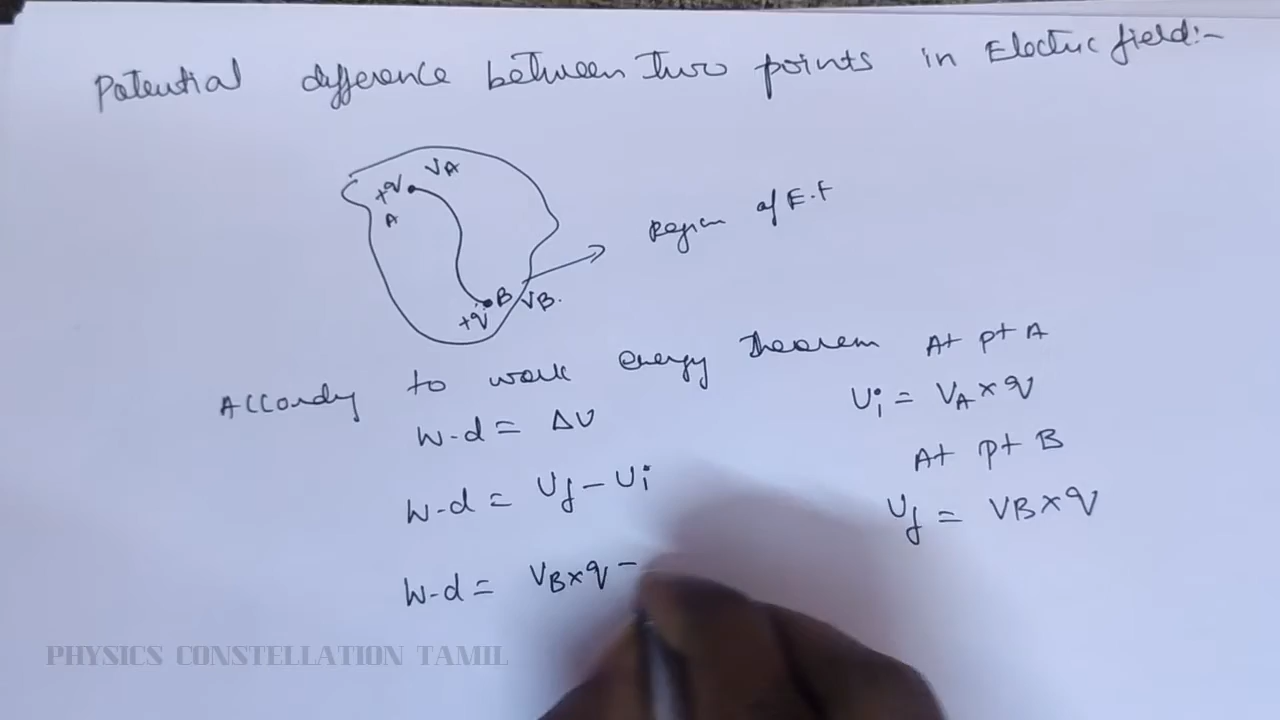 Potential difference between two points in Electric field:-
+q VA
A
Region of E.F
B VB.
+q
Accordy to work energy theorem
At pt A
W-d = ΔU
Ui = VA×q
At pt B
W-d = Uf - Ui
Uf = VB×q
W-d = VB×q -
PHYSICS CONSTELLATION TAMIL